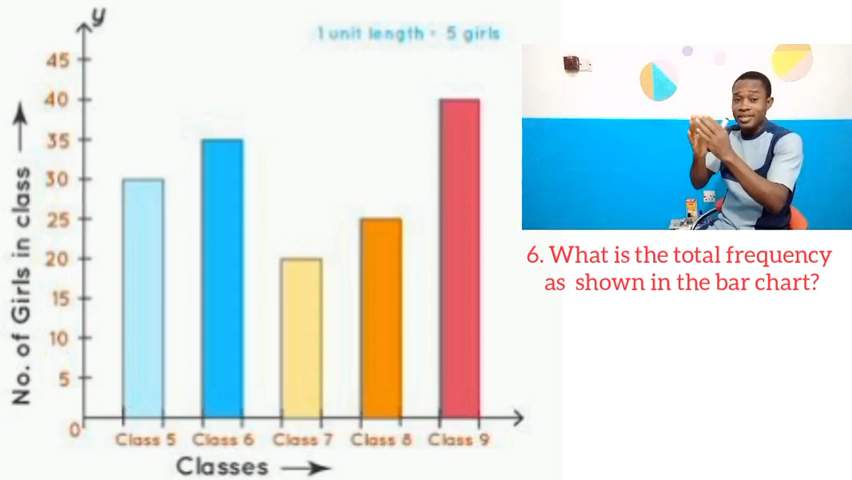 y
1 unit length = 5 girls
45
40
35
30
25
20
15
10
5
0
No. of Girls in class
Class 5 Class 6 Class 7 Class 8 Class 9
Classes
6. What is the total frequency
as shown in the bar chart?